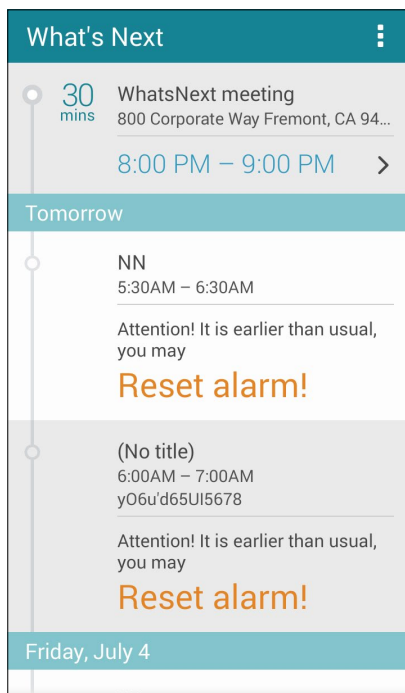 What's Next
30
mins
WhatsNext meeting
800 Corporate Way Fremont, CA 94...
8:00 PM – 9:00 PM
Tomorrow
NN
5:30AM – 6:30AM
Attention! It is earlier than usual,
you may
Reset alarm!
(No title)
6:00AM – 7:00AM
yO6u'd65UI5678
Attention! It is earlier than usual,
you may
Reset alarm!
Friday, July 4